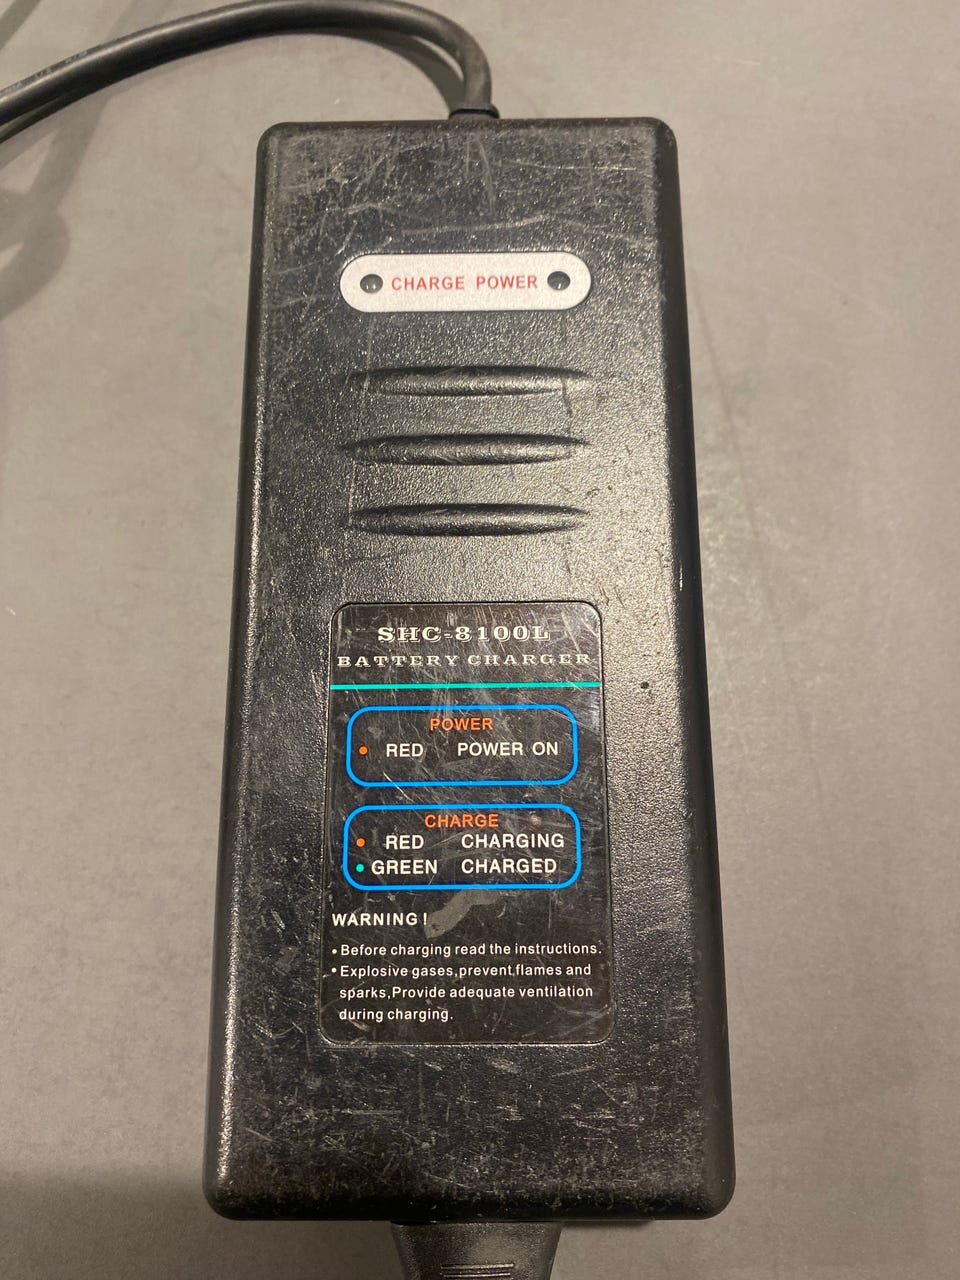 CHARGE POWER
SHC-8100L
BATTERY CHARGER
POWER
RED POWER ON
CHARGE
RED CHARGING
GREEN CHARGED
WARNING!
•Before charging read the instructions.
•Explosive gases,prevent flames and
sparks,Provide adequate ventilation
during charging.